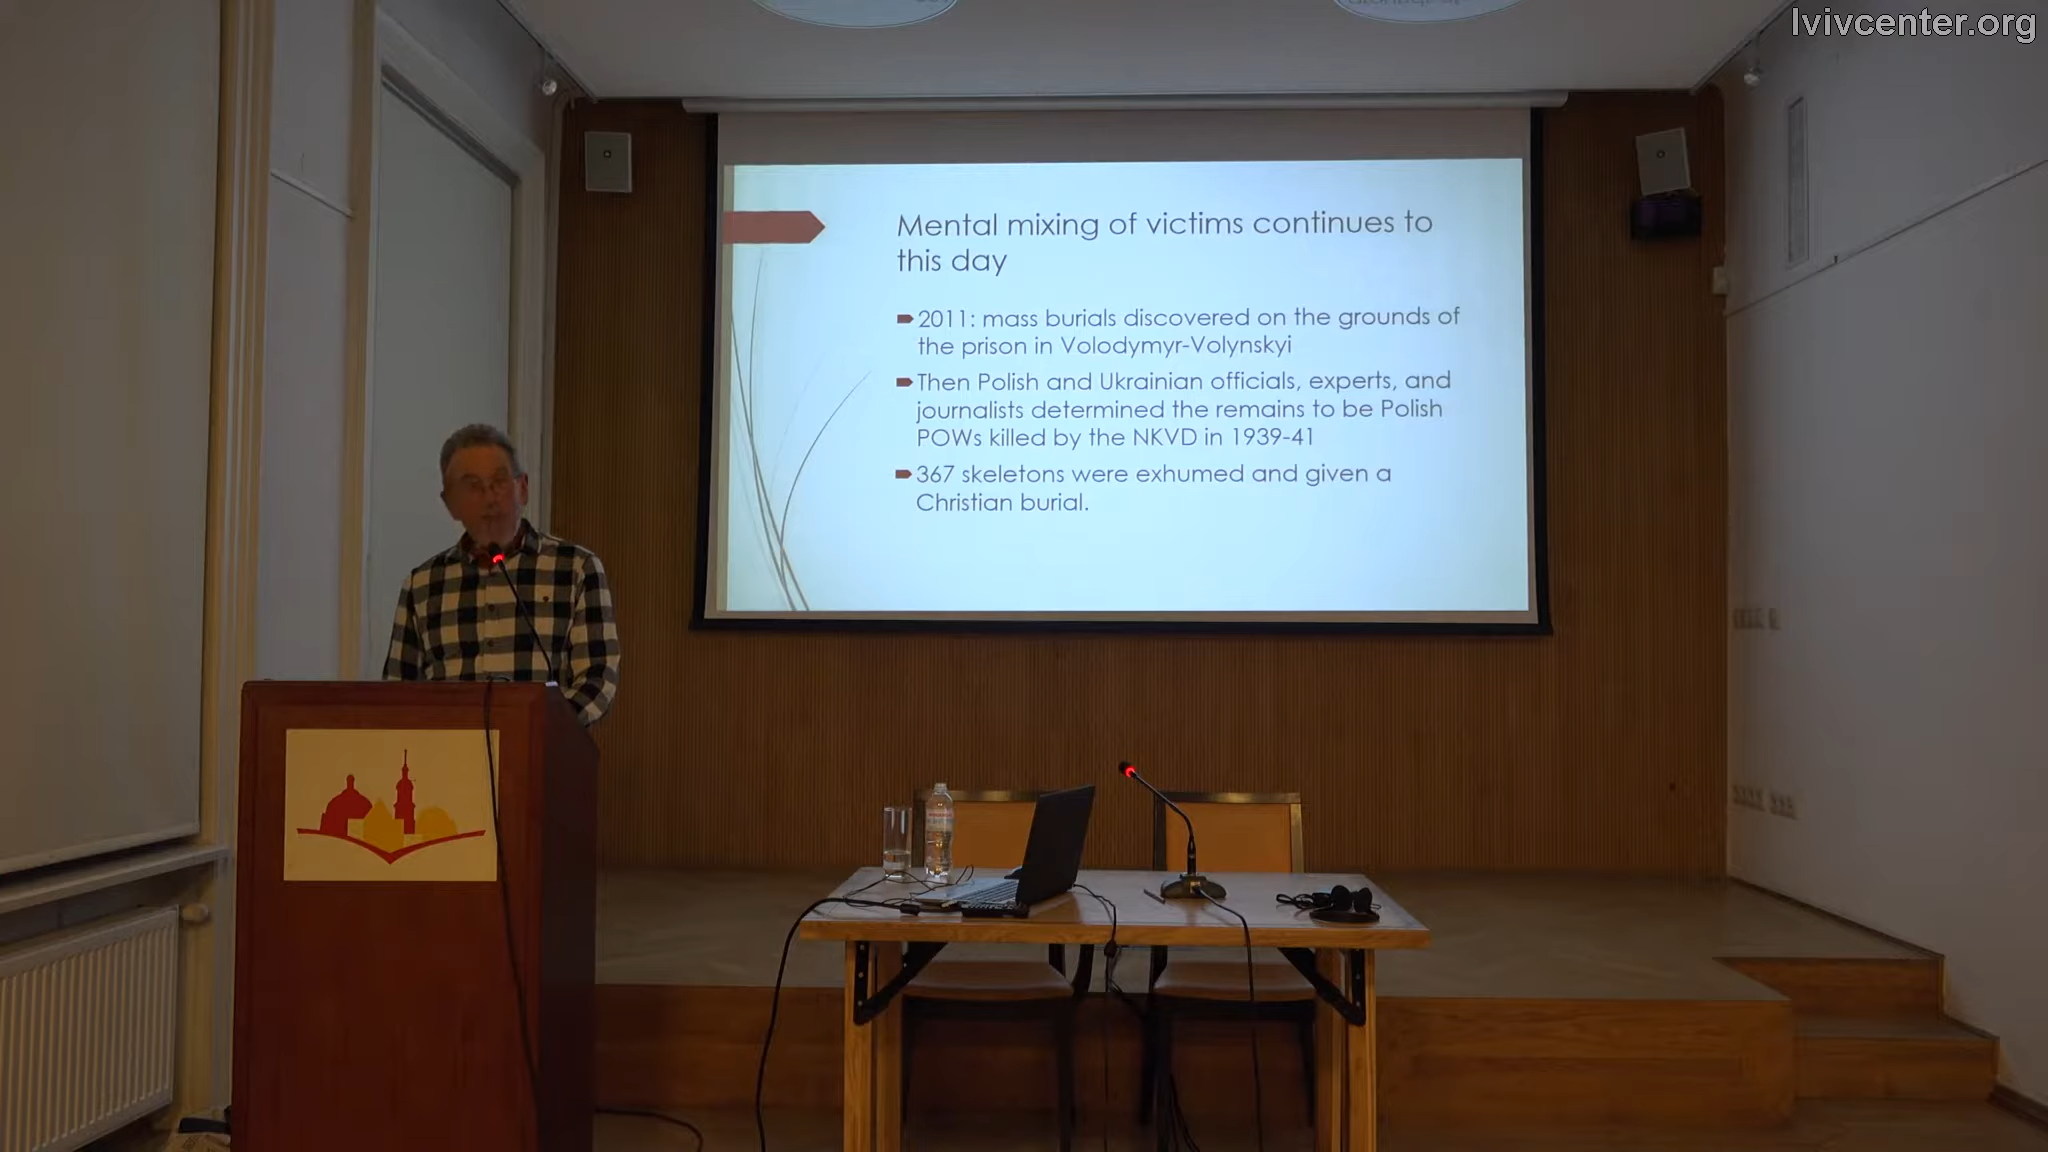 lvivcenter.org
Mental mixing of victims continues to
this day
2011: mass burials discovered on the grounds of
the prison in Volodymyr-Volynskyi
Then Polish and Ukrainian officials, experts, and
journalists determined the remains to be Polish
POWs killed by the NKVD in 1939-41
367 skeletons were exhumed and given a
Christian burial.